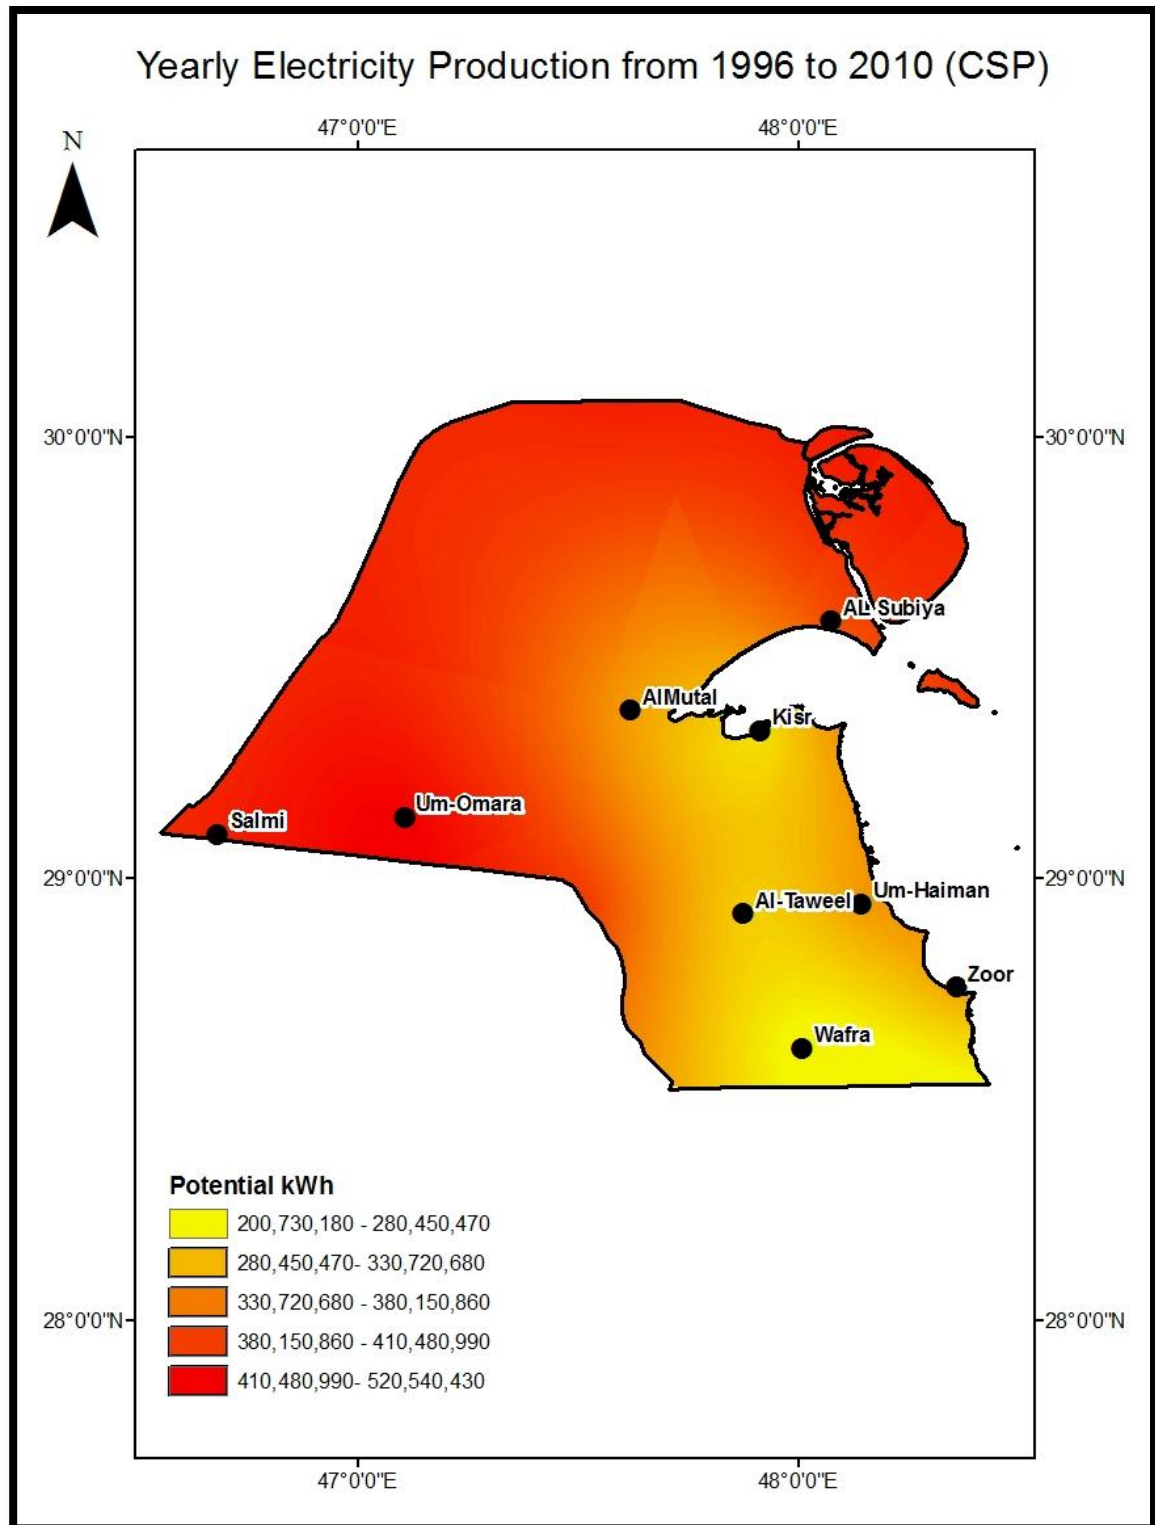 Yearly Electricity Production from 1996 to 2010 (CSP)
N
47°0'0"E 48°0'0"E
30°0'0"N 30°0'0"N
AL-Subiya
AlMutal
Kisr
Um-Omara
Salmi
29°0'0"N 29°0'0"N
Um-Haiman
Al-Taweel
Zoor
Wafra
Potential kWh
200,730,180 - 280,450,470
280,450,470- 330,720,680
330,720,680 - 380,150,860
28°0'0"N 28°0'0"N
380,150,860 - 410,480,990
410,480,990- 520,540,430
47°0'0"E 48°0'0"E